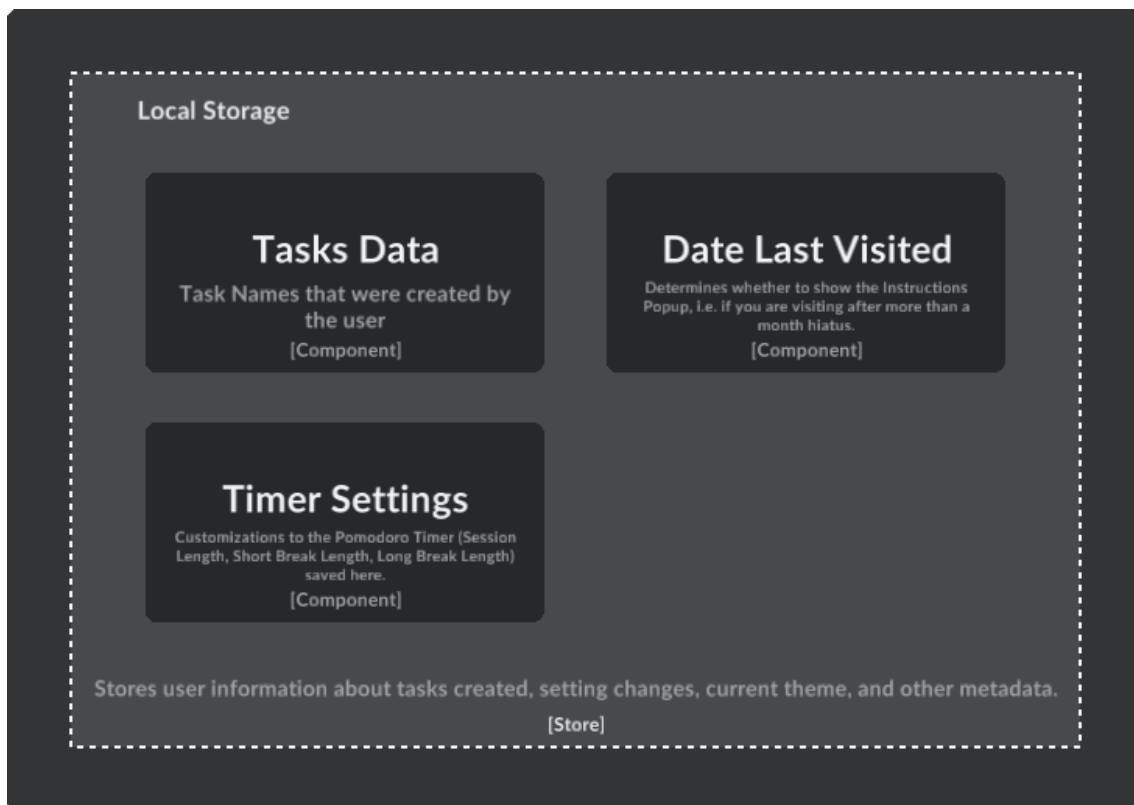 Local Storage
Tasks Data
Task Names that were created by
the user
[Component]
Date Last Visited
Determines whether to show the Instructions
Popup, i.e. if you are visiting after more than a
month hiatus.
[Component]
Timer Settings
Customizations to the Pomodoro Timer (Session
Length, Short Break Length, Long Break Length)
saved here.
[Component]
Stores user information about tasks created, setting changes, current theme, and other metadata.
[Store]